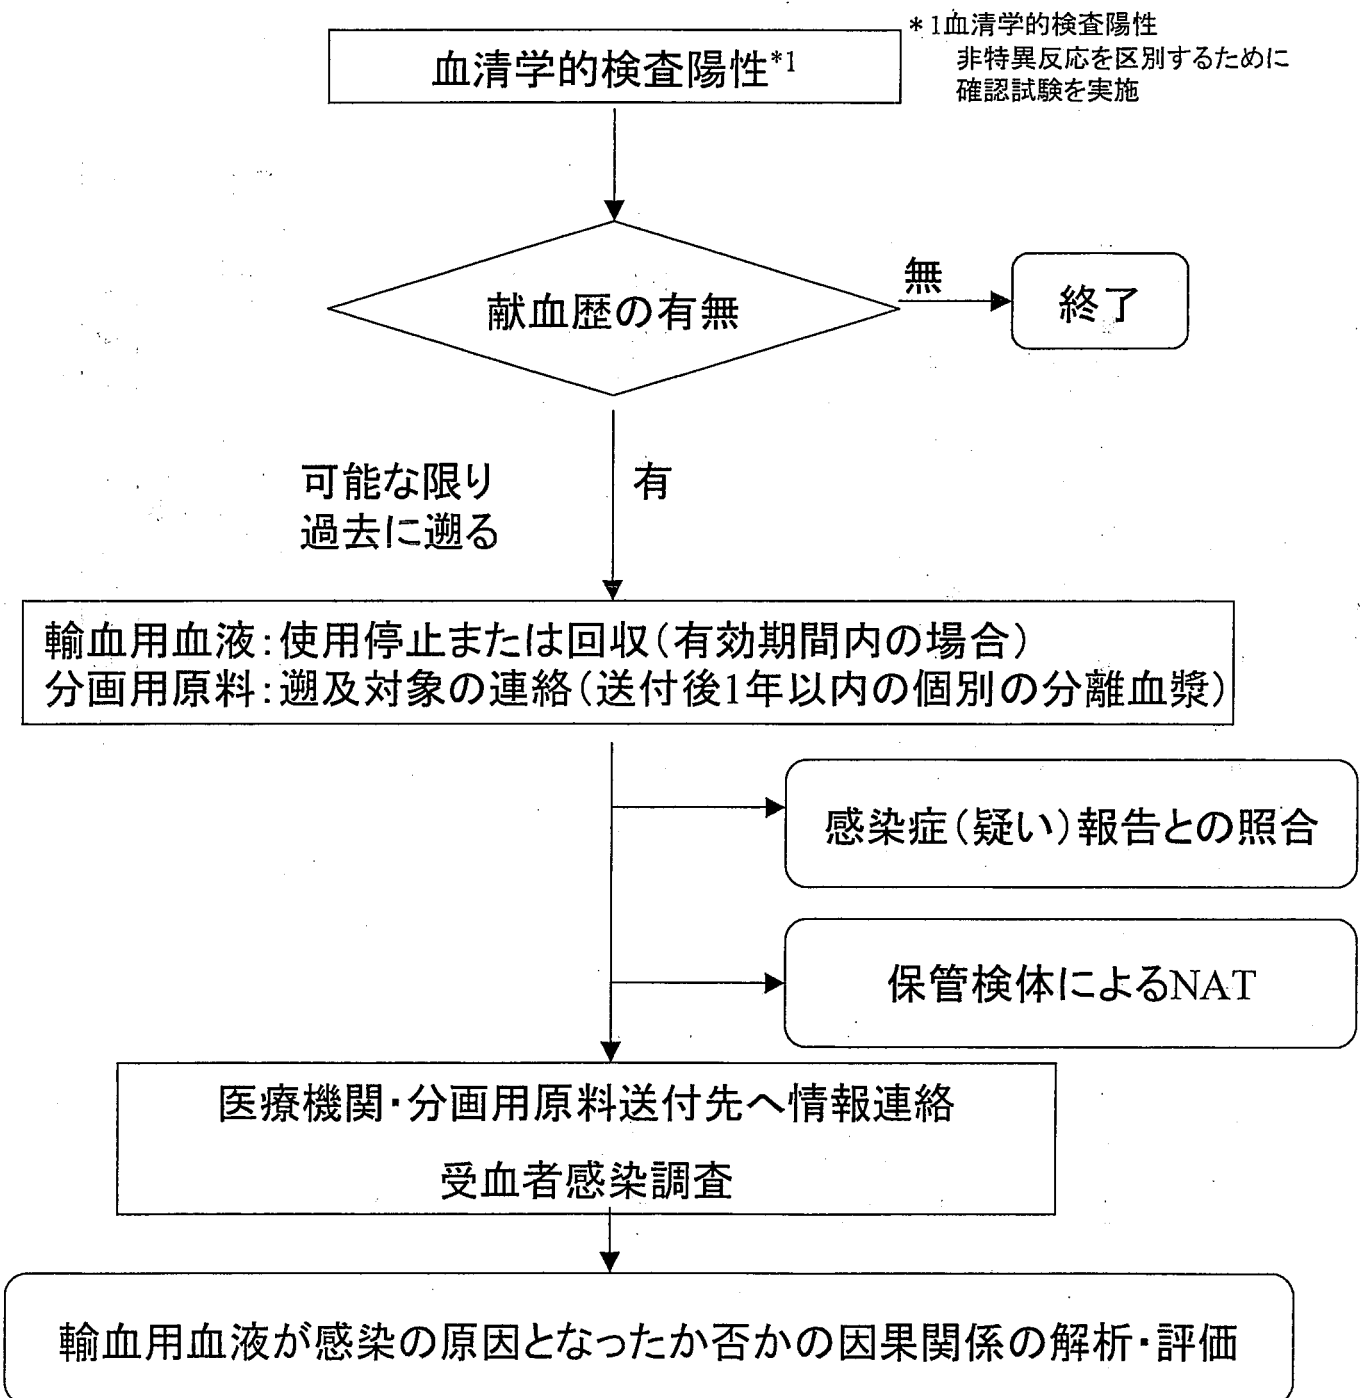 血清学的検査陽性*1
*1血清学的検査陽性
非特異反応を区別するために
確認試験を実施
献血歴の有無
無
終了
可能な限り
過去に遡る
有
輸血用血液:使用停止または回収(有効期間内の場合)
分画用原料:遡及対象の連絡(送付後1年以内の個別の分離血漿)
感染症(疑い)報告との照合
保管検体によるNAT
医療機関・分画用原料送付先へ情報連絡
受血者感染調査
輸血用血液が感染の原因となったか否かの因果関係の解析・評価